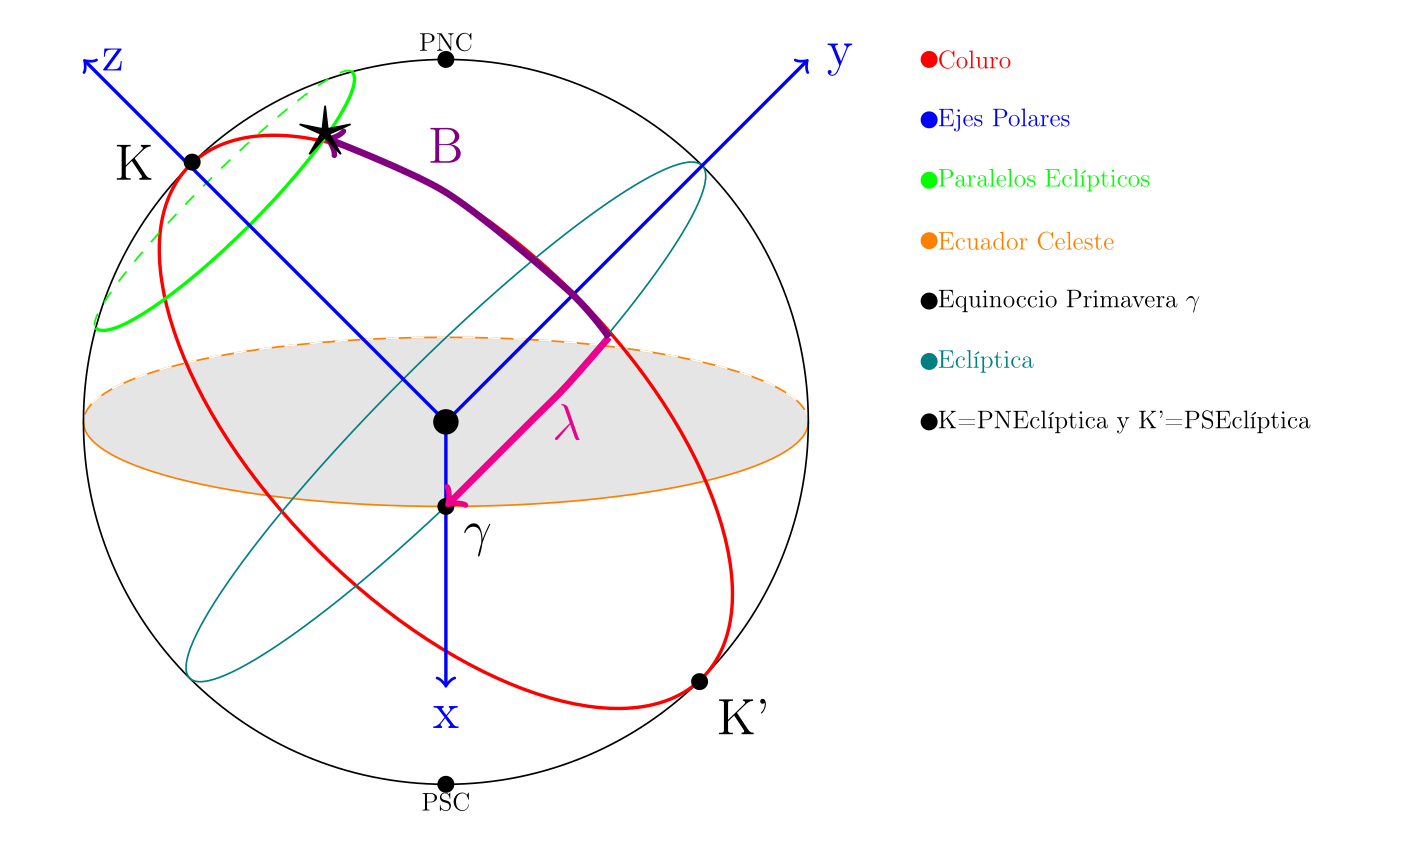 PNC
z
y
B
K
λ
γ
x
K'
PSC
Coluro
Ejes Polares
Paralelos Eclípticos
Ecuador Celeste
Equinoccio Primavera γ
Eclíptica
K=PNEclíptica y K'=PSEclíptica